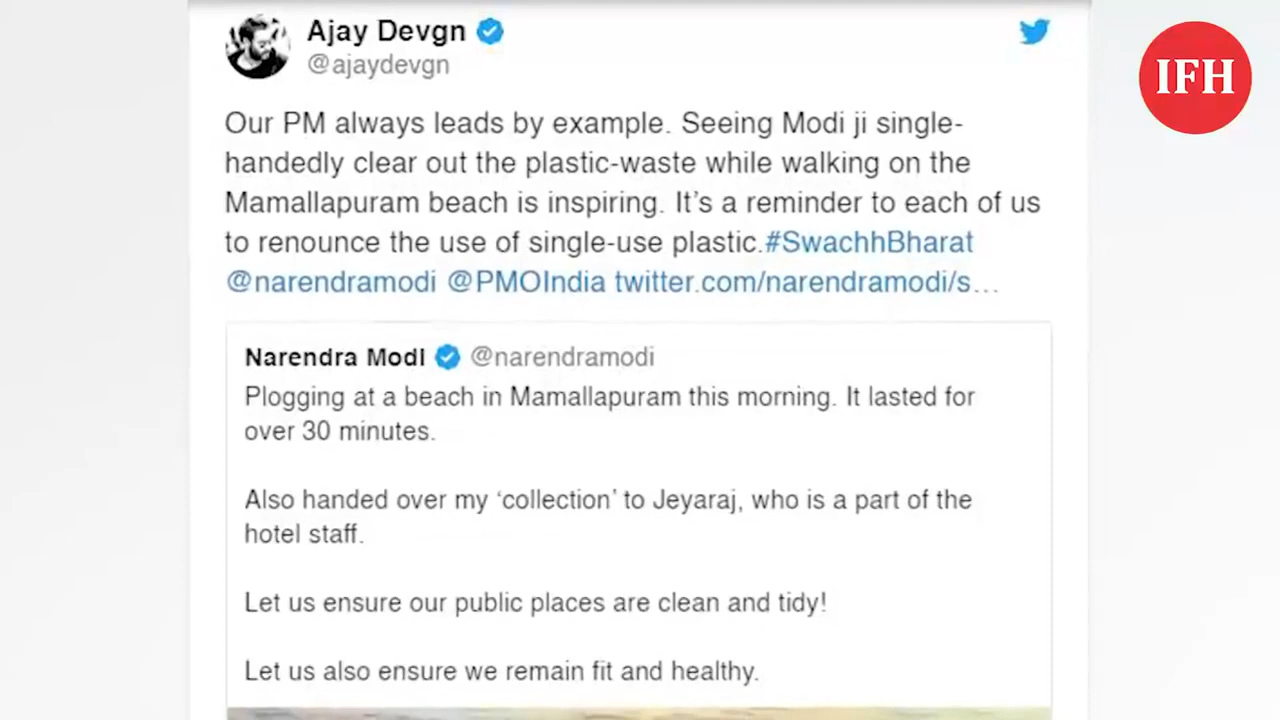 Ajay Devgn
@ajaydevgn
IFH
Our PM always leads by example. Seeing Modi ji single-
handedly clear out the plastic-waste while walking on the
Mamallapuram beach is inspiring. It’s a reminder to each of us
to renounce the use of single-use plastic.#SwachhBharat
@narendramodi @PMOIndia twitter.com/narendramodi/s…
Narendra Modi @narendramodi
Plogging at a beach in Mamallapuram this morning. It lasted for
over 30 minutes.
Also handed over my ‘collection’ to Jeyaraj, who is a part of the
hotel staff.
Let us ensure our public places are clean and tidy!
Let us also ensure we remain fit and healthy.